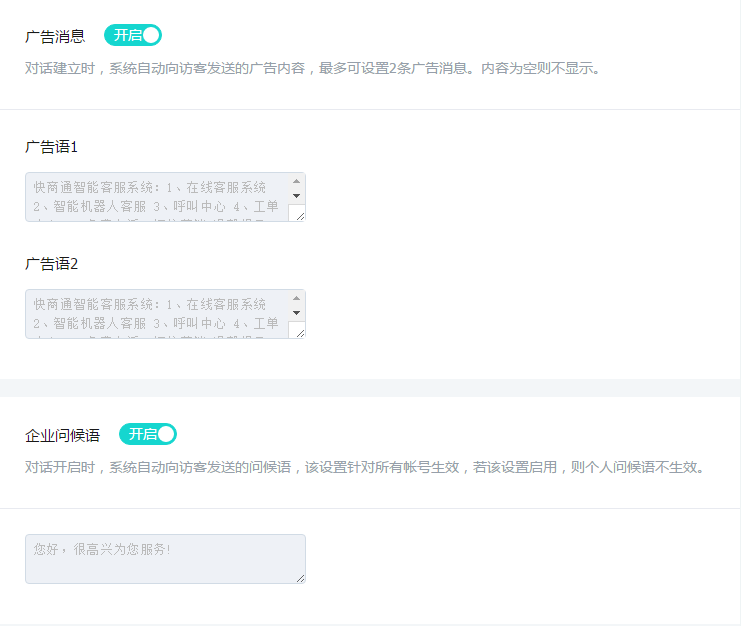 广告消息 开启
对话建立时，系统自动向访客发送的广告内容，最多可设置2条广告消息。内容为空则不显示。
广告语1
快商通智能客服系统：1、在线客服系统
2、智能机器人客服 3、呼叫中心 4、工单
广告语2
快商通智能客服系统：1、在线客服系统
2、智能机器人客服 3、呼叫中心 4、工单
企业问候语 开启
对话开启时，系统自动向访客发送的问候语，该设置针对所有帐号生效，若该设置启用，则个人问候语不生效。
您好，很高兴为您服务!